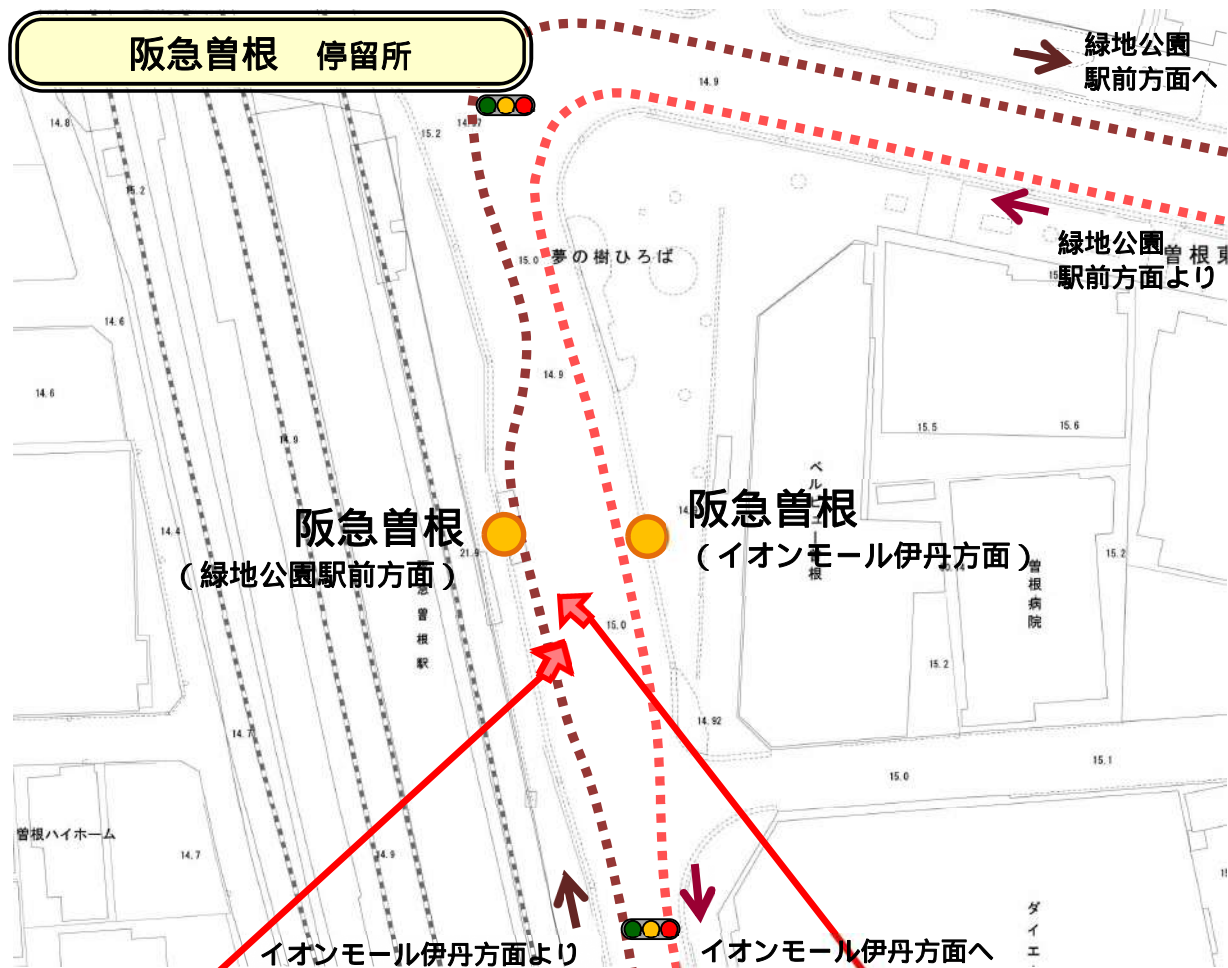 阪急曽根 停留所
緑地公園
駅前方面へ
14.9
14.8
15.2
15.2
緑地公園
駅前方面より
曽根東
15.0
夢の樹ひろば
14.6
14.9
14.6
14.9
15.5
15.6
ベルビュー曽根
阪急曽根
（緑地公園駅前方面）
阪急曽根
（イオンモール伊丹方面）
14.4
21.9
15.2
急曽根駅
曽根病院
15.0
15.2
14.7
14.92
15.0
15.1
曽根ハイホーム
14.7
14.9
ダイエ
イオンモール伊丹方面より
イオンモール伊丹方面へ